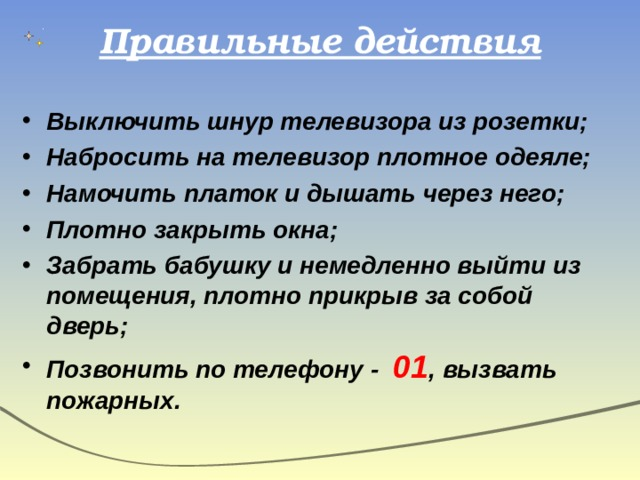 Правильные действия
• Выключить шнур телевизора из розетки;
• Набросить на телевизор плотное одеяле;
• Намочить платок и дышать через него;
• Плотно закрыть окна;
• Забрать бабушку и немедленно выйти из
помещения, плотно прикрыв за собой
дверь;
• Позвонить по телефону - 01, вызвать
пожарных.